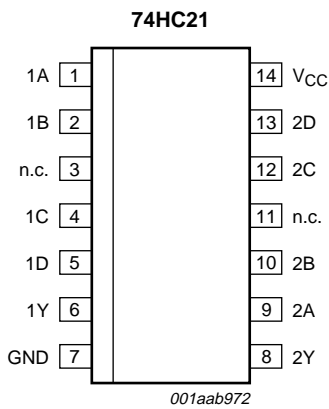 74HC21
1A 1 14 VCC
1B 2 13 2D
n.c. 3 12 2C
1C 4 11 n.c.
1D 5 10 2B
1Y 6 9 2A
GND 7 8 2Y
001aab972